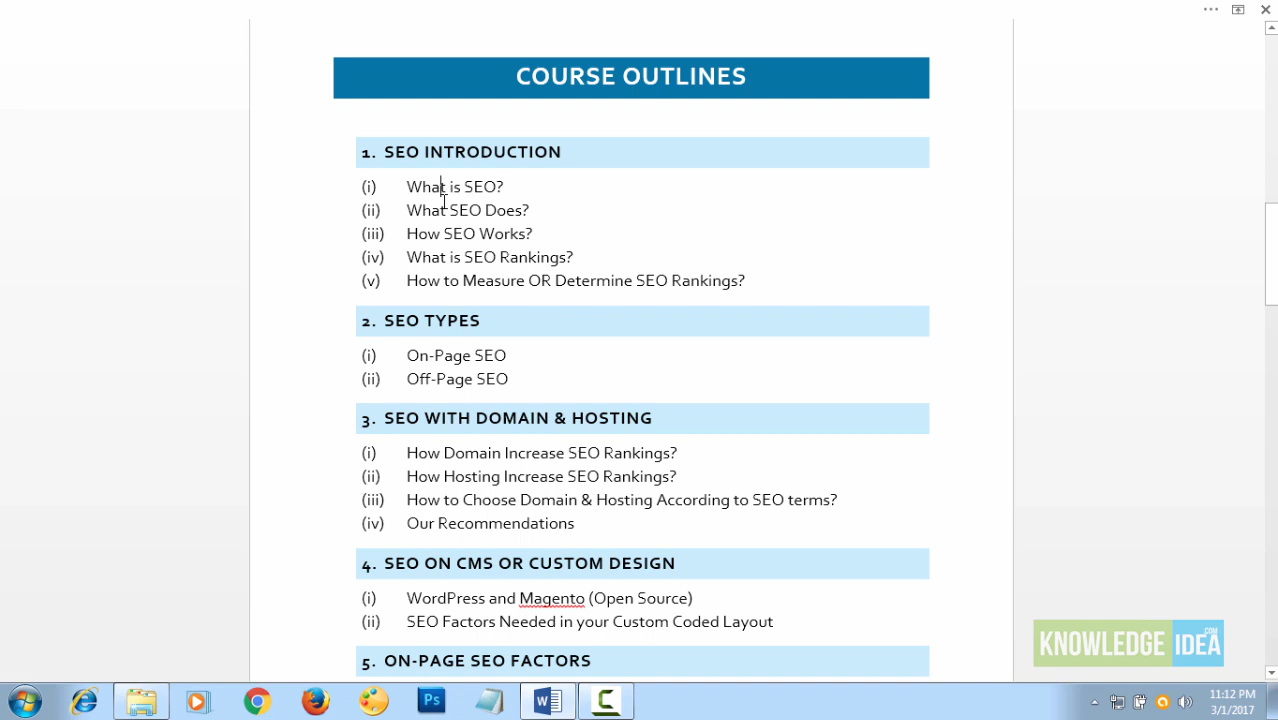 COURSE OUTLINES
1. SEO INTRODUCTION
(i) What is SEO?
(ii) What SEO Does?
(iii) How SEO Works?
(iv) What is SEO Rankings?
(v) How to Measure OR Determine SEO Rankings?
2. SEO TYPES
(i) On-Page SEO
(ii) Off-Page SEO
3. SEO WITH DOMAIN & HOSTING
(i) How Domain Increase SEO Rankings?
(ii) How Hosting Increase SEO Rankings?
(iii) How to Choose Domain & Hosting According to SEO terms?
(iv) Our Recommendations
4. SEO ON CMS OR CUSTOM DESIGN
(i) WordPress and Magento (Open Source)
(ii) SEO Factors Needed in your Custom Coded Layout
5. ON-PAGE SEO FACTORS
KNOWLEDGE IDEA .COM
Ps
11:12 PM
3/1/2017